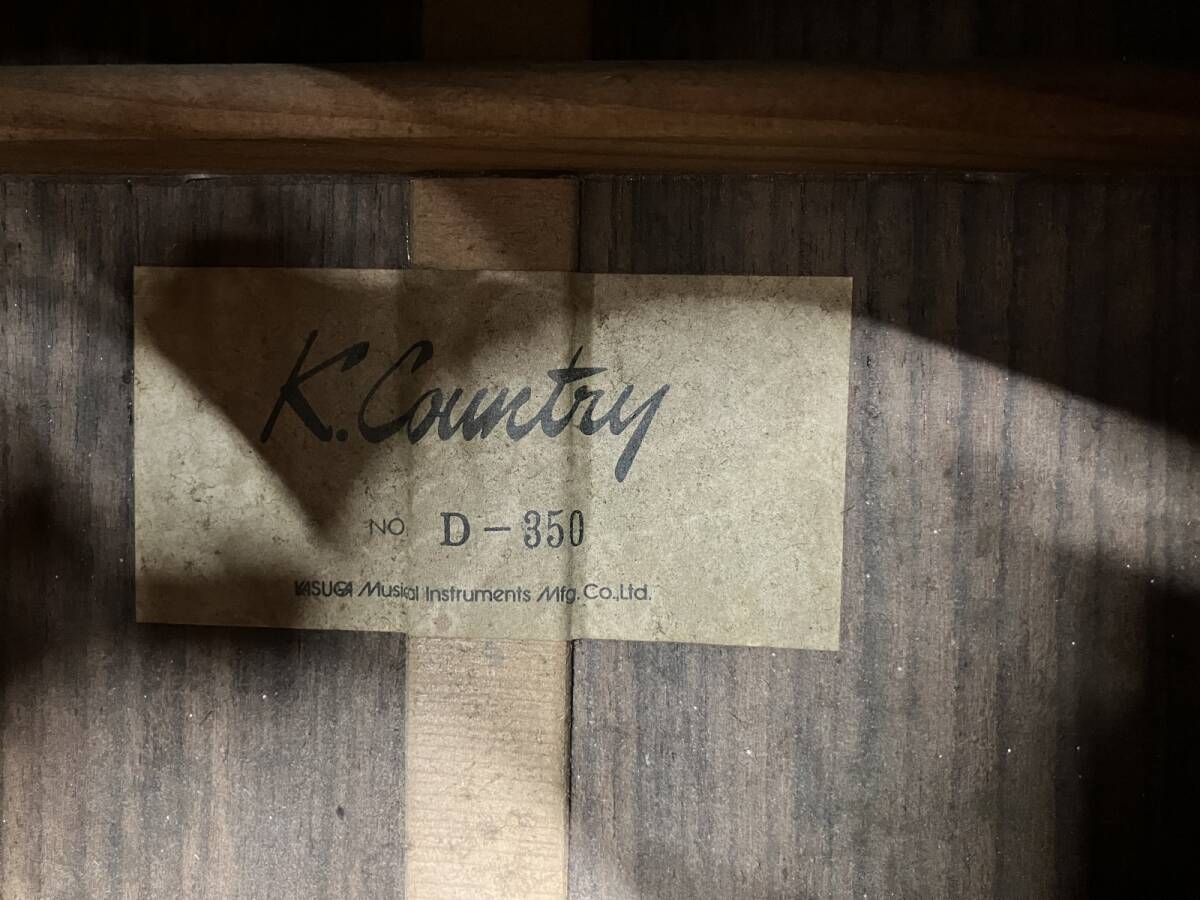 K. Country
NO. D-350
KASUGA Musical Instruments Mfg. Co., Ltd.